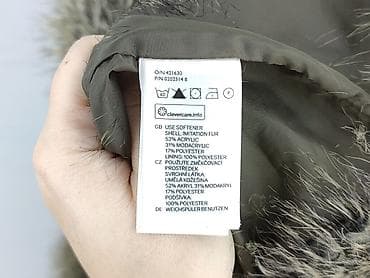 O/N 421630
P/N 0202514 8
clevercare.info
GB USE SOFTENER
SHELL, IMITATION FUR:
52% ACRYLIC
31% MODACRYLIC
17% POLYESTER
LINING: 100% POLYESTER
CZ POUŽIJTE ZMĚKČOVACÍ
PROSTŘEDEK
SVRCHNÍ LÁTKA,
UMĚLÁ KOŽEŠINA:
52% AKRYL 31% MODAKRYL
17% POLYESTER
PODŠÍVKA:
100% POLYESTER
DE WEICHSPÜLER BENUTZEN